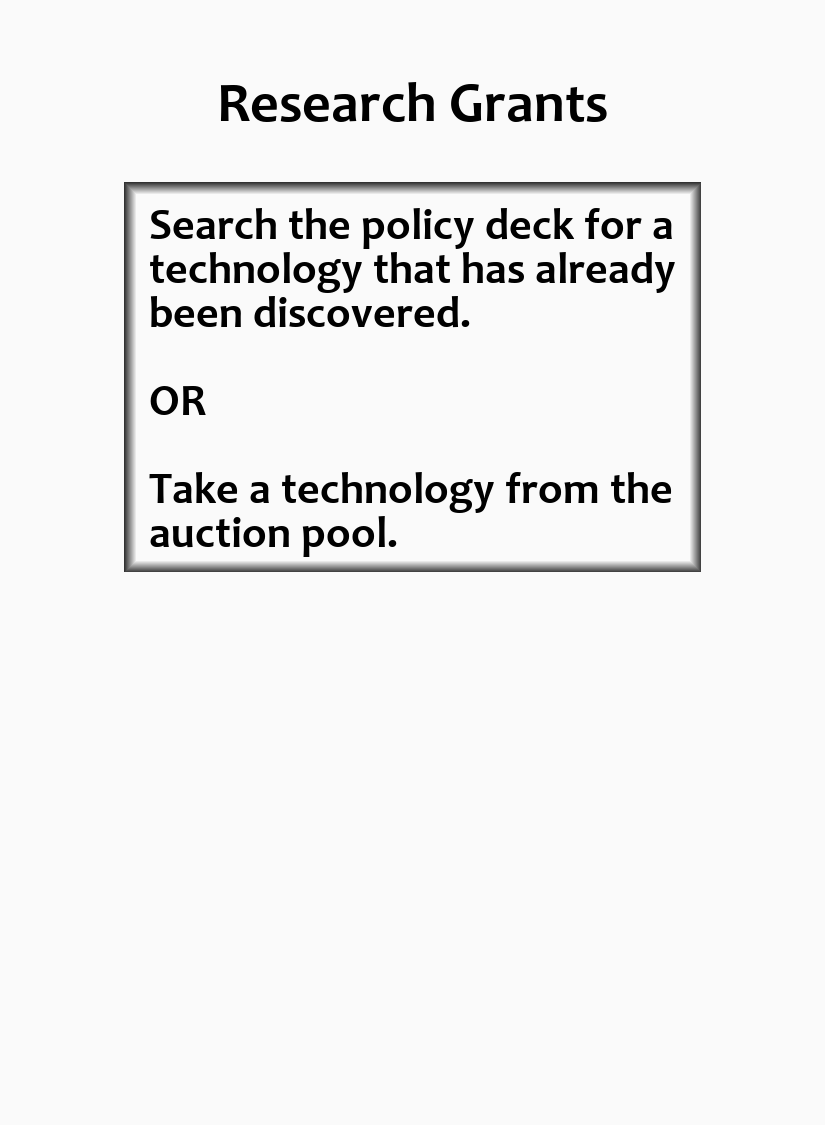 Research Grants
Search the policy deck for a
technology that has already
been discovered.
OR
Take a technology from the
auction pool.